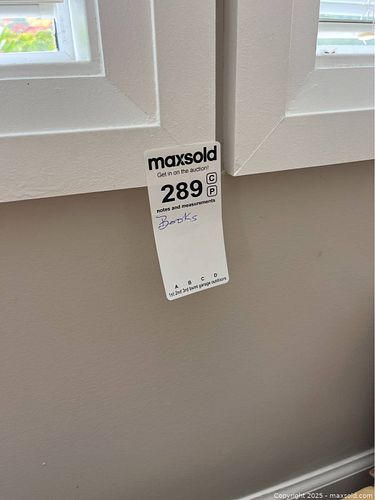 maxsold
Get in on the auction!
289 C
P
notes and measurements
Books
A B C D
1st 2nd 3rd bsmt garage outdoors
Copyright © 2025 - maxsold.com